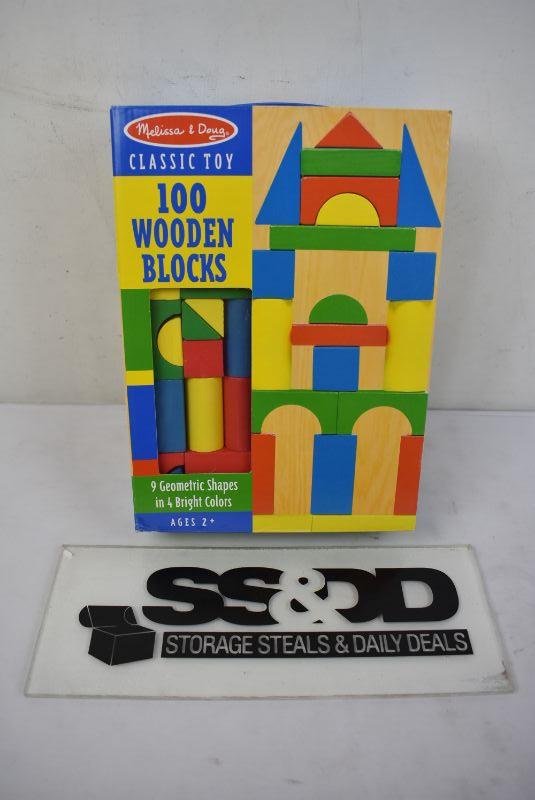 Melissa & Doug®
CLASSIC TOY
100
WOODEN
BLOCKS
9 Geometric Shapes
in 4 Bright Colors
AGES 2+
SS&DD
STORAGE STEALS & DAILY DEALS